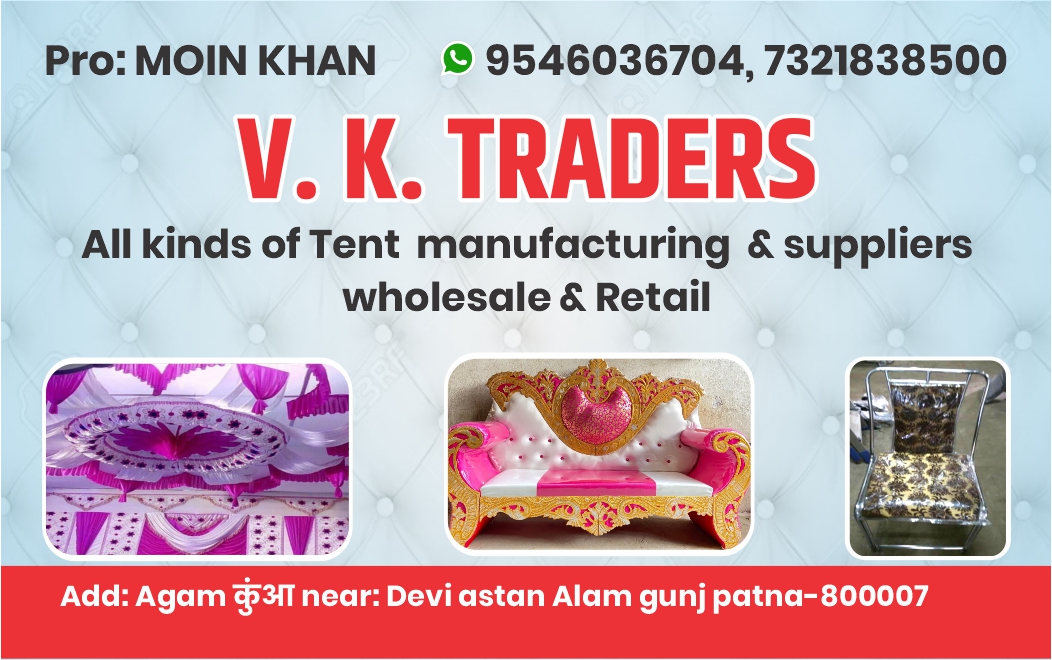 Pro: MOIN KHAN 9546036704, 7321838500
V. K. TRADERS
All kinds of Tent manufacturing & suppliers
wholesale & Retail
Add: Agam कुंआ near: Devi astan Alam gunj patna-800007